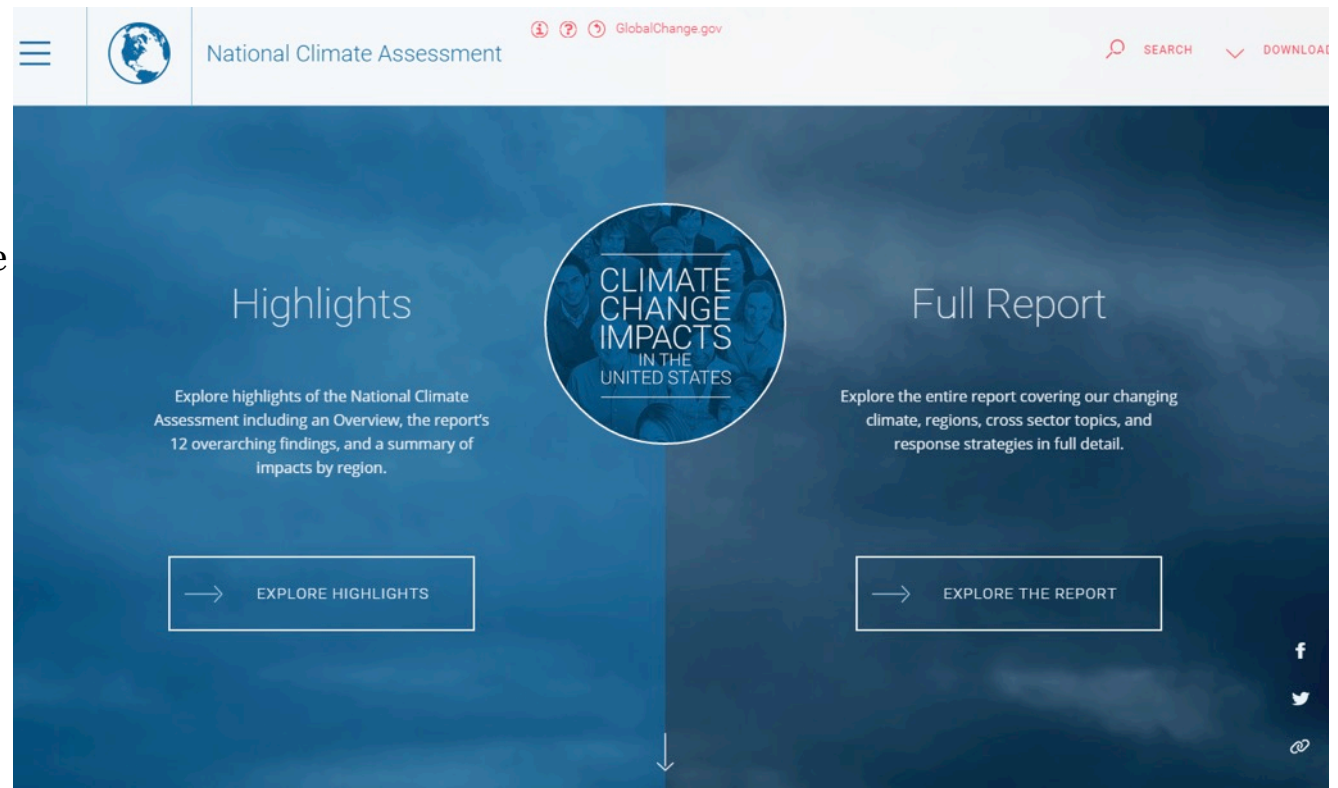 GlobalChange.gov
National Climate Assessment
SEARCH
DOWNLOAD
e
CLIMATE
CHANGE
IMPACTS
IN THE
UNITED STATES
Highlights
Explore highlights of the National Climate
Assessment including an Overview, the report's
12 overarching findings, and a summary of
impacts by region.
EXPLORE HIGHLIGHTS
Full Report
Explore the entire report covering our changing
climate, regions, cross sector topics, and
response strategies in full detail.
EXPLORE THE REPORT